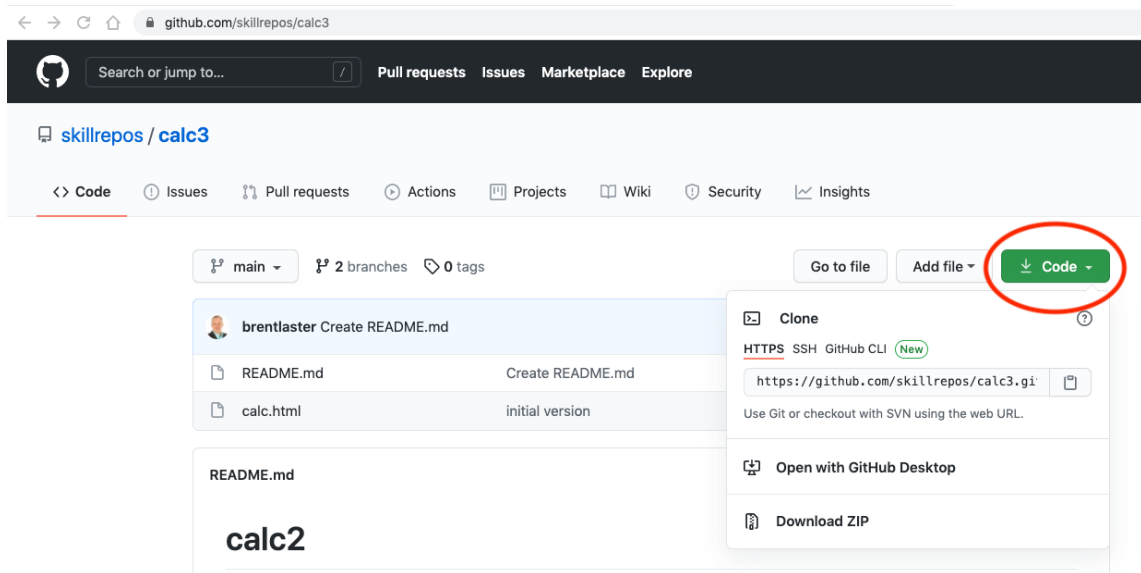 github.com/skillrepos/calc3
Search or jump to... / Pull requests Issues Marketplace Explore
skillrepos / calc3
<> Code Issues Pull requests Actions Projects Wiki Security Insights
main 2 branches 0 tags Go to file Add file Code
brentlaster Create README.md
README.md Create README.md
calc.html initial version
Clone
HTTPS SSH GitHub CLI New
https://github.com/skillrepos/calc3.gi
Use Git or checkout with SVN using the web URL.
Open with GitHub Desktop
Download ZIP
README.md
calc2